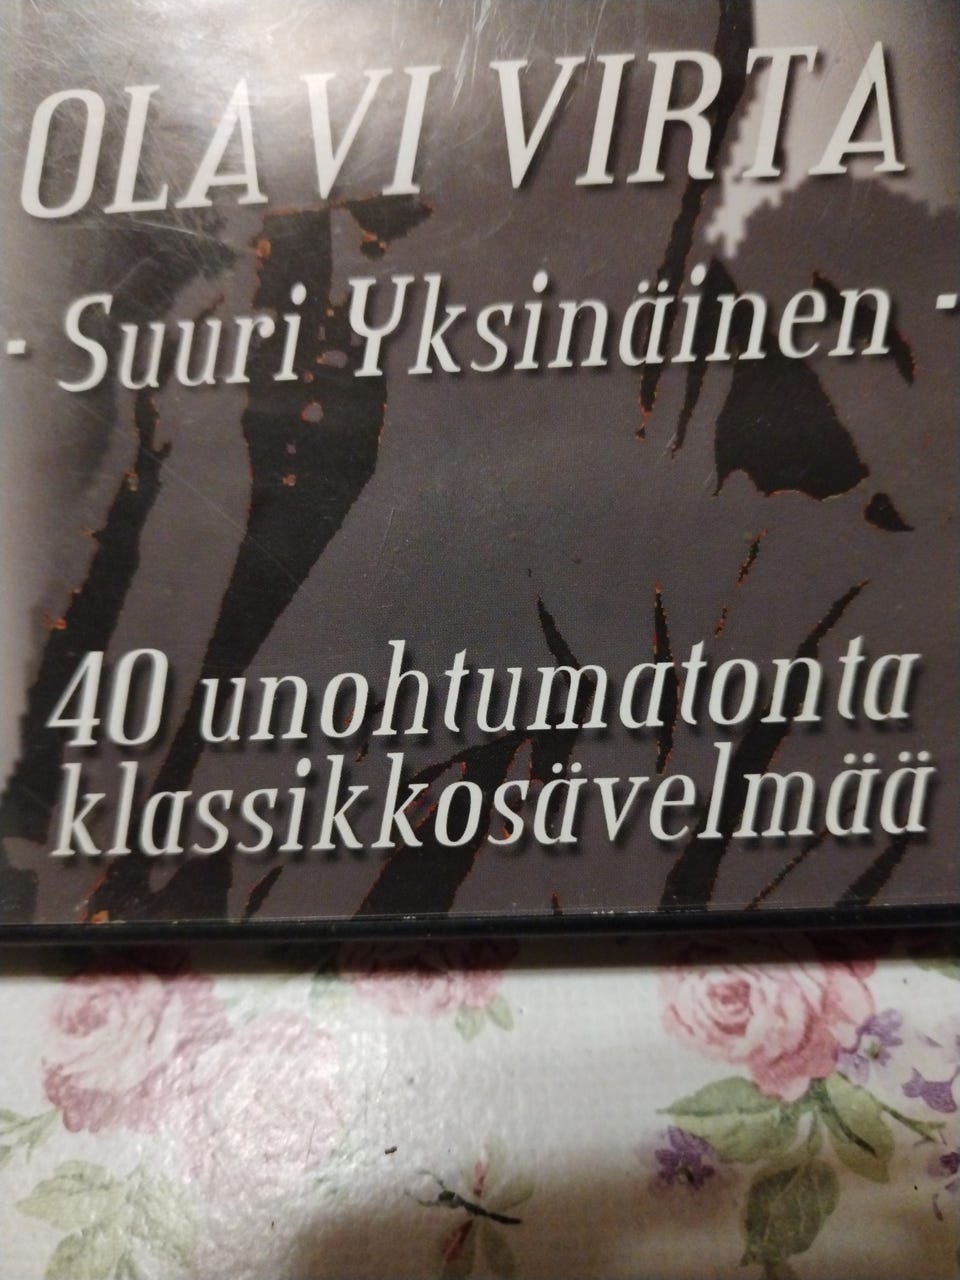 OLAVI VIRTA
- Suuri Yksinäinen -
40 unohtumatonta
klassikkosävelmää